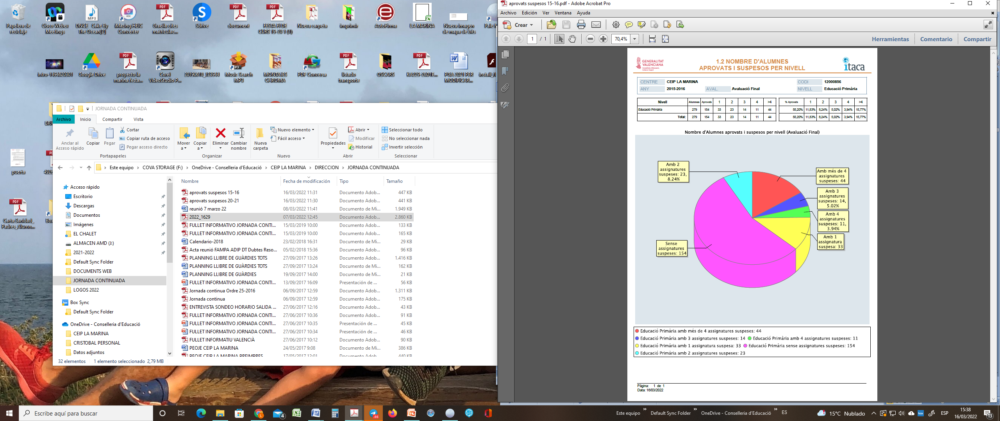 Papelera de
reciclaje
Cisco Webex
Meetings
DNCE_ Cake By
The Ocean[2]
iMazing HEIC
Converter
Graella cites
matriculac...
Sdrive
document
FESTA FI DE
CURS 19-20 1 (1)
Nueva carpeta
imprimir
AutoFirma
LA MARINA
Nueva imagen
de mapa de bits
intro-1494620301
Google Drive
proyecto la
marina festa...
Corel
VideoStudio P...
20190618_123944
Music Search
MP3
MONTAJES
CHROMA
PDF Conversa
listado
transporte
OSCARS
KA229-26D1E...
PGA 2021 PER
MODIFICAR...
puerta
Carta Sanidad_
Padres_Alumn...
JORNADA CONTINUADA
Archivo Inicio Compartir Vista
Anclar al
Acceso rápido
Copiar
Pegar
Cortar
Copiar ruta de acceso
Pegar acceso directo
Portapapeles
Mover
a
Copiar
a
Eliminar
Cambiar
nombre
Organizar
Nueva
carpeta
Nuevo elemento
Fácil acceso
Nuevo
Propiedades
Abrir
Modificar
Historial
Abrir
Seleccionar todo
No seleccionar nada
Invertir selección
Seleccionar
Este equipo > COVA STORAGE (F:) > OneDrive - Conselleria d'Educació > CEIP LA MARINA > DIRECCION > JORNADA CONTINUADA
Acceso rápido
Escritorio
Descargas
Documentos
Imágenes
EL CHALET
ALMACEN AMD (J:)
2021-2022
Default Sync Folder
DOCUMENTS WEB
JORNADA CONTINUADA
LOGOS 2022
Box Sync
Default Sync Folder
OneDrive - Conselleria d'Educació
CEIP LA MARINA
CRISTOBAL PERSONAL
Datos adjuntos
Nombre Fecha de modificación Tipo Tamaño
aprovats suspesos 15-16 16/03/2022 11:31 Documento Adob... 447 KB
aprovats suspesos 20-21 16/03/2022 11:30 Documento Adob... 441 KB
reunió 7 marzo 22 08/03/2022 11:41 Documento de Mi... 1.949 KB
2022_1629 07/03/2022 12:45 Documento Adob... 2.860 KB
FULLET INFORMATIVO JORNADA CONTI... 15/03/2019 10:00 Documento Adob... 133 KB
FULLET INFORMATIVO JORNADA CONTI... 15/03/2019 10:00 Documento Adob... 165 KB
Calendario-2018 23/02/2018 16:31 Documento de Mi... 29 KB
Acta reunió FAMPA ADIP DT Dubtes Reso... 05/02/2018 15:36 Documento Adob... 96 KB
PLANNING LLIBRE DE GUÀRDIES TOTS 27/09/2017 13:26 Documento Adob... 1.416 KB
PLANNING LLIBRE DE GUÀRDIES TOTS 27/09/2017 13:24 Documento de Mi... 162 KB
PLANNING LLIBRE DE GUÀRDIES 19/09/2017 14:00 Documento de Mi... 21 KB
FULLET INFORMATIVO JORNADA CONTI... 13/09/2017 16:09 Presentación de ... 56 KB
Jornada continua Ordre 25-2016 06/09/2017 12:59 Documento Adob... 1.311 KB
Jornada continua 06/09/2017 12:59 Documento Adob... 175 KB
ENTREVISTA SONDEO HORARIO SALIDA ... 27/06/2017 12:16 Documento Adob... 43 KB
FULLET INFORMATIVO JORNADA CONTI... 27/06/2017 10:36 Documento Adob... 91 KB
FULLET INFORMATIVO JORNADA CONTI... 27/06/2017 10:35 Presentación de ... 45 KB
FULLET INFORMATIVO JORNADA CONTI... 27/06/2017 10:34 Presentación de ... 46 KB
FULLET INFORMATIU VALENCIÀ 27/06/2017 10:12 Documento Adob... 90 KB
PEOJE CEIP LA MARINA 24/05/2017 9:08 Documento de Mi... 386 KB
PEOJE CEIP LA MARINA PREIMPRES 17/05/2017 12:01 Documento Adob... 440 KB
32 elementos 1 elemento seleccionado 2,79 MB
aprovats suspesos 15-16.pdf - Adobe Acrobat Pro
Archivo Edición Ver Ventana Ayuda
Crear
1 / 1 70,4%
Herramientas Comentario Compartir
GENERALITAT
VALENCIANA
Conselleria d'Educació,
Cultura i Esport
1.2 NOMBRE D'ALUMNES
APROVATS I SUSPESOS PER NIVELL
itaca
CENTRE CEIP LA MARINA CODI 12000856
ANY 2015-2016 AVAL. Avaluació Final NIVELL Educació Primària
Nivell Alumnes Aprovats 1 2 3 4 >4 % Aprovats 1 2 3 4 >4
Educació Primària 279 154 33 23 14 11 44 55,20% 11,83% 8,24% 5,02% 3,94% 15,77%
Total: 279 154 33 23 14 11 44 55,20% 11,83% 8,24% 5,02% 3,94% 15,77%
Nombre d'Alumnes aprovats i suspesos per nivell (Avaluació Final)
Amb 2
assignatures
suspeses: 23,
8.24%
Amb més de 4
assignatures
suspeses: 44
Amb 3
assignatures
suspeses: 14,
5.02%
Amb 4
assignatures
suspeses: 11,
3.94%
Amb 1
assignatura
suspesa: 33
Sense
assignatures
suspeses: 154
Educació Primària amb més de 4 assignatures suspeses: 44
Educació Primària amb 3 assignatures suspeses: 14 Educació Primària amb 4 assignatures suspeses: 11
Educació Primària amb 1 assignatura suspesa: 33 Educació Primària sense assignatures suspeses: 154
Educació Primària amb 2 assignatures suspeses: 23
Pàgina: 1 de 1
Data: 16/03/2022
Escribe aquí para buscar
Este equipo » Default Sync Folder » OneDrive - Conselleria d'Educació » ES
15°C Nublado
ESP
15:38
16/03/2022